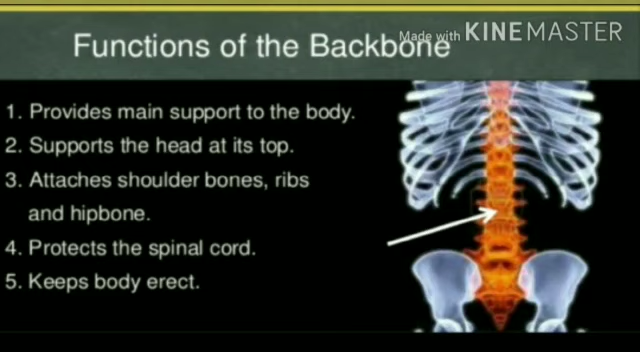 Functions of the Backbone
Made with KINEMASTER
1. Provides main support to the body.
2. Supports the head at its top.
3. Attaches shoulder bones, ribs
and hipbone.
4. Protects the spinal cord.
5. Keeps body erect.